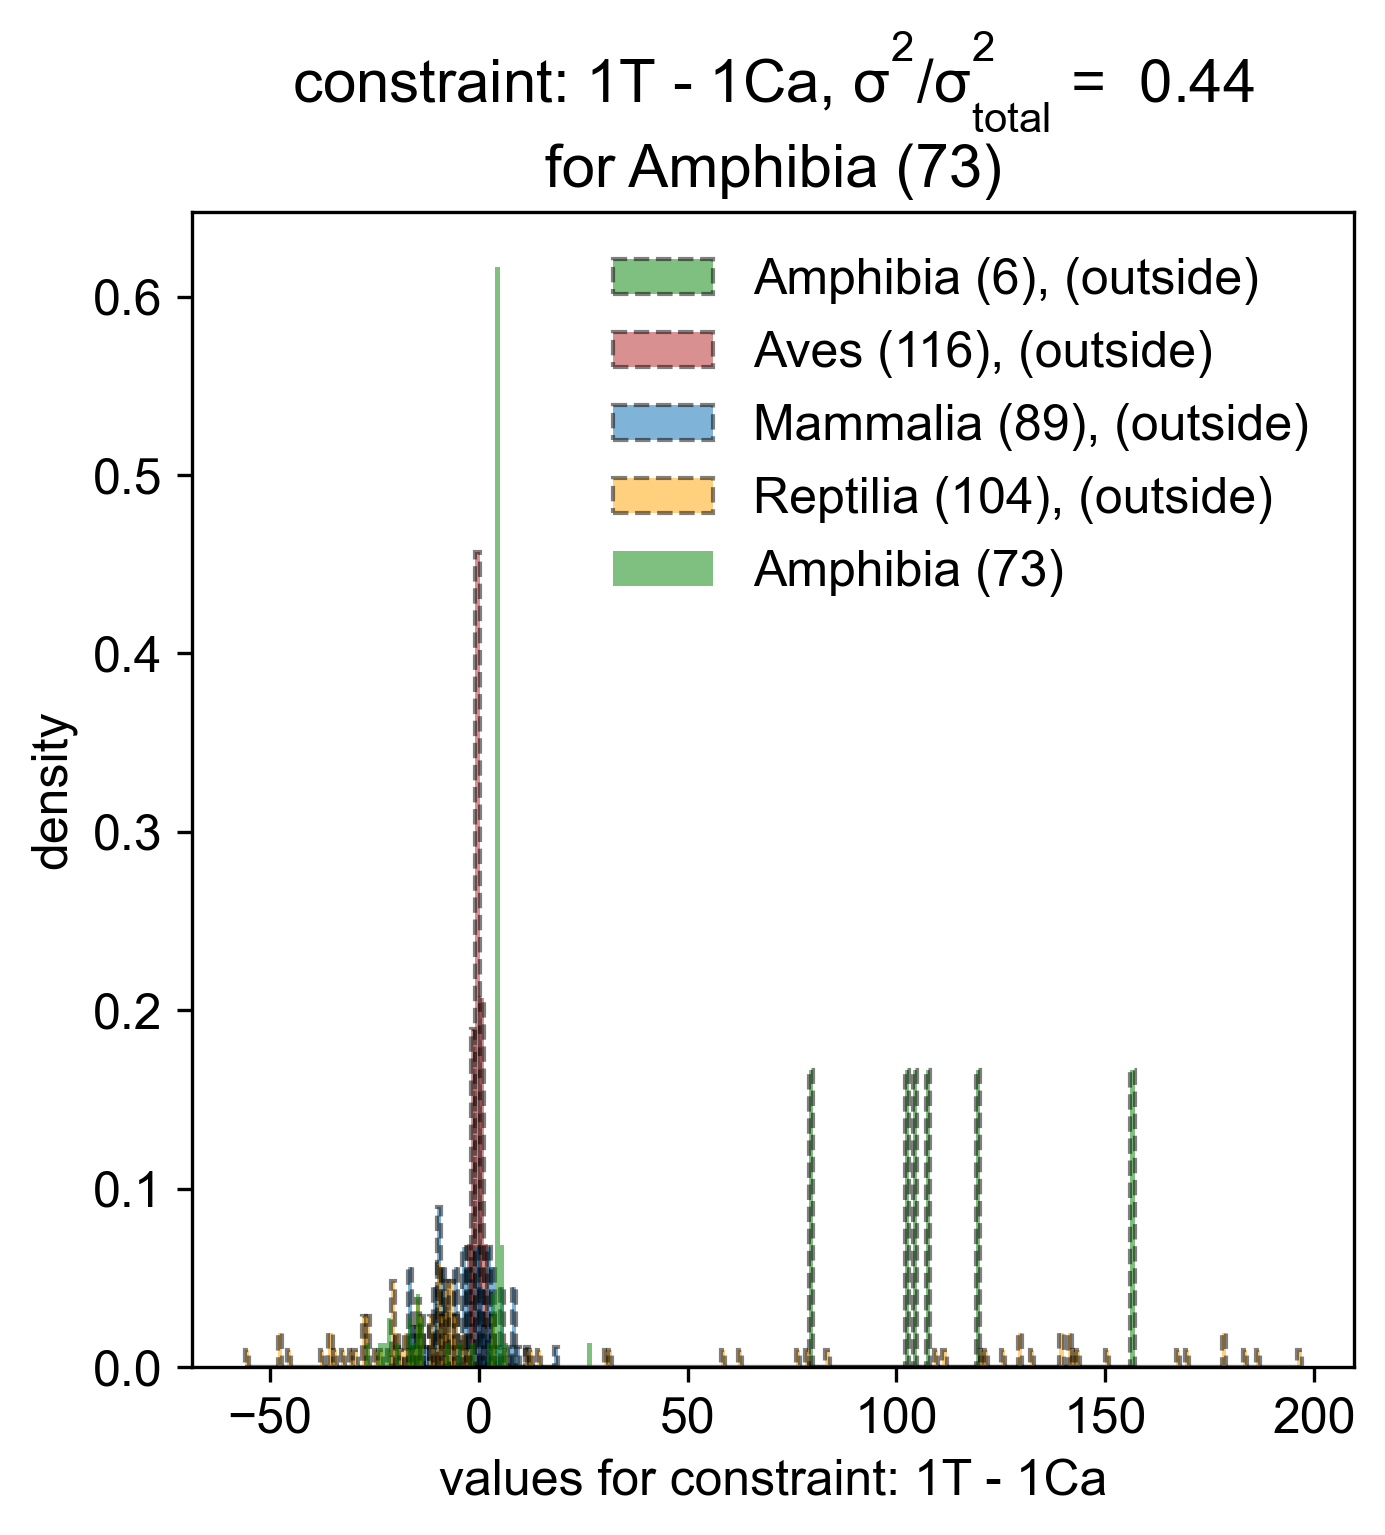 constraint: 1T - 1Ca, σ²/σ²total = 0.44
for Amphibia (73)
Amphibia (6), (outside)
Aves (116), (outside)
Mammalia (89), (outside)
Reptilia (104), (outside)
Amphibia (73)
density
0.6
0.5
0.4
0.3
0.2
0.1
0.0
−50 0 50 100 150 200
values for constraint: 1T - 1Ca